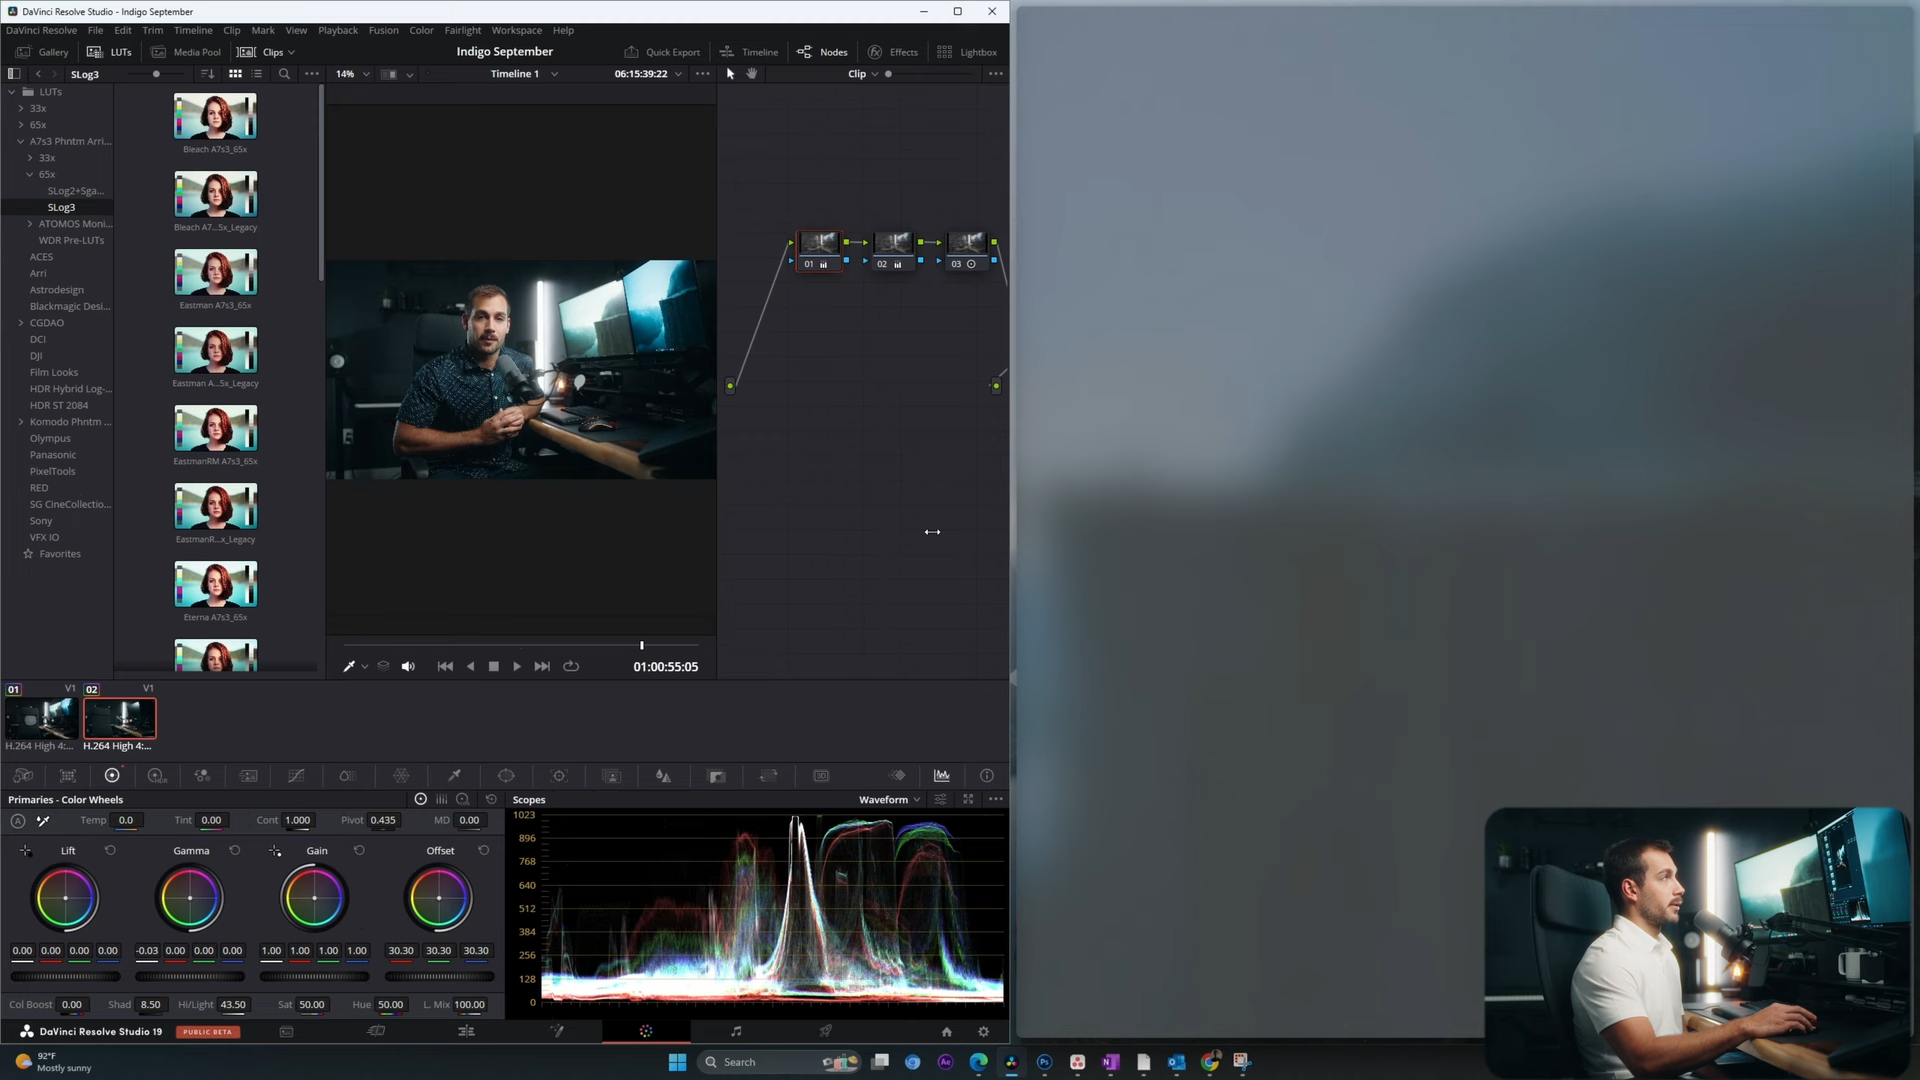 DaVinci Resolve Studio - Indigo September
DaVinci Resolve File Edit Trim Timeline Clip Mark View Playback Fusion Color Fairlight Workspace Help
Gallery LUTs Media Pool Clips Indigo September Quick Export Timeline Nodes Effects Lightbox
SLog3 14% Timeline 1 06:15:39:22 Clip
LUTs
33x
65x
A7s3 Phntm Arri...
33x
65x
SLog2+Sga...
SLog3
ATOMOS Moni...
WDR Pre-LUTs
ACES
Arri
Astrodesign
Blackmagic Desi...
CGDAO
DCI
DJI
Film Looks
HDR Hybrid Log-...
HDR ST 2084
Komodo Phntm ...
Olympus
Panasonic
PixelTools
RED
SG CineCollectio...
Sony
VFX IO
Favorites
Bleach A7s3_65x
Bleach A7...5x_Legacy
Eastman A7s3_65x
Eastman A...5x_Legacy
EastmanRM A7s3_65x
EastmanR...x_Legacy
Eterna A7s3_65x
01 02 03
01:00:55:05
01 V1 02 V1
H.264 High 4:... H.264 High 4:...
Primaries - Color Wheels
Temp 0.0 Tint 0.00 Cont 1.000 Pivot 0.435 MD 0.00
Lift Gamma Gain Offset
0.00 0.00 0.00 0.00 -0.03 0.00 0.00 0.00 1.00 1.00 1.00 1.00 30.30 30.30 30.30
Col Boost 0.00 Shad 8.50 Hi/Light 43.50 Sat 50.00 Hue 50.00 L. Mix 100.00
Scopes Waveform
1023
896
768
640
512
384
256
128
0
DaVinci Resolve Studio 19 PUBLIC BETA
92°F
Mostly sunny
Search
Ae
Ps
N